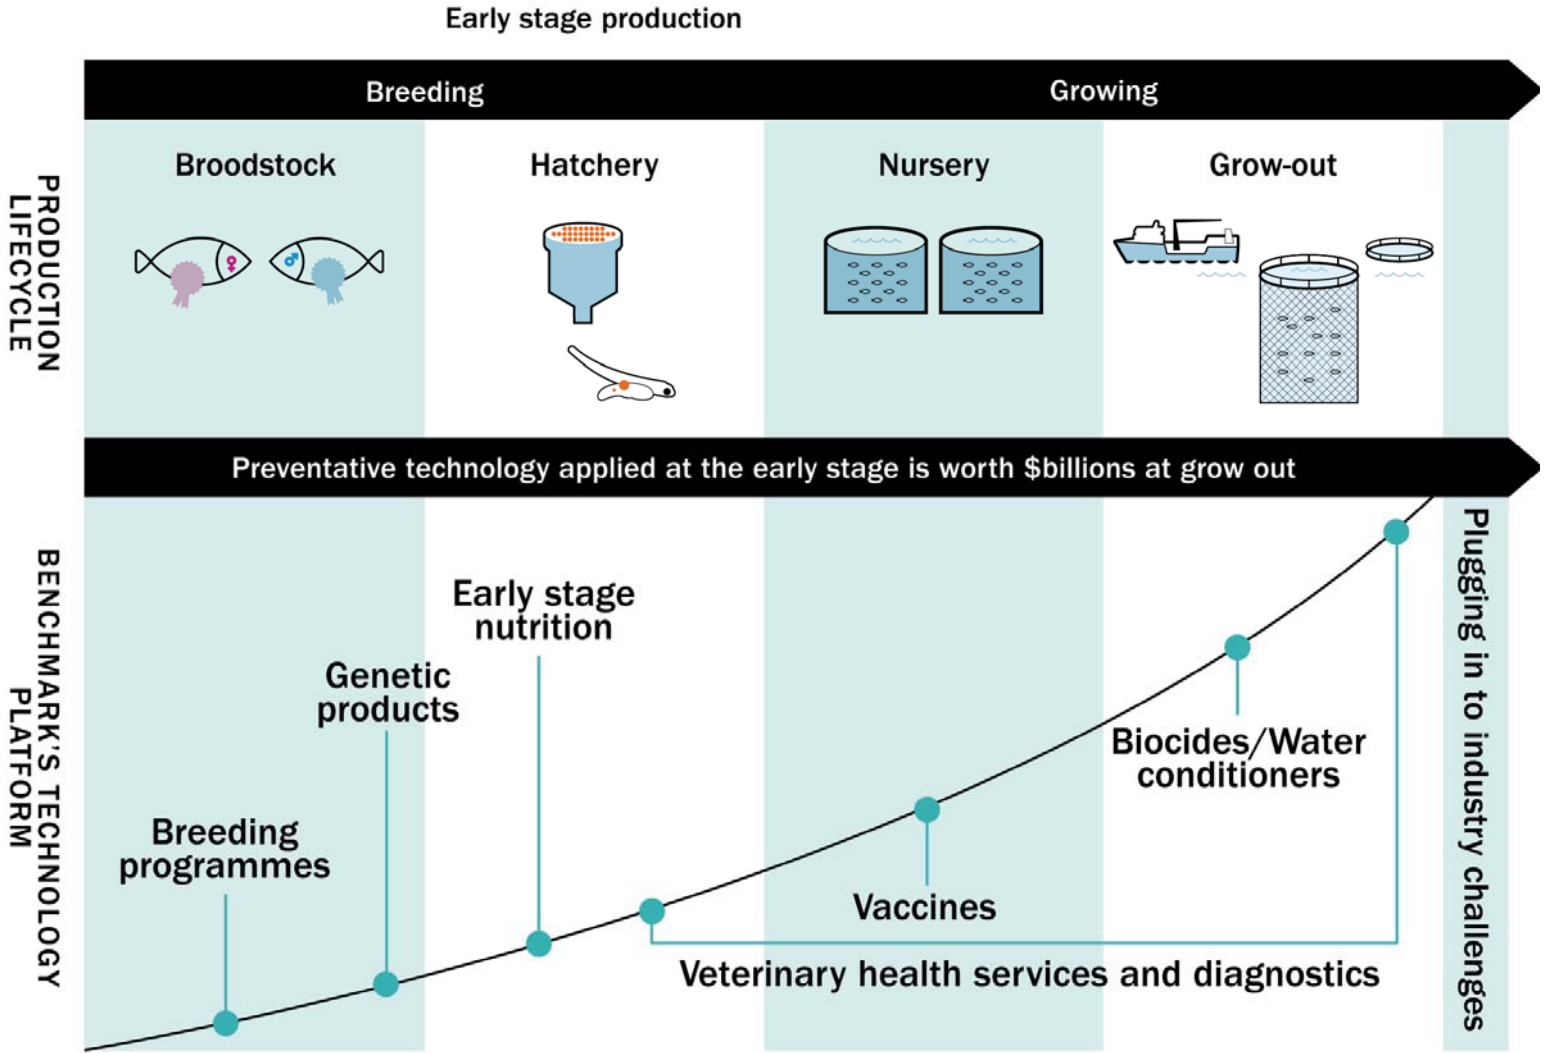 Early stage production
Breeding
Growing
PRODUCTION
LIFECYCLE
Broodstock
Hatchery
Nursery
Grow-out
Preventative technology applied at the early stage is worth $billions at grow out
BENCHMARK'S TECHNOLOGY
PLATFORM
Breeding
programmes
Genetic
products
Early stage
nutrition
Vaccines
Biocides/Water
conditioners
Veterinary health services and diagnostics
Plugging in to industry challenges